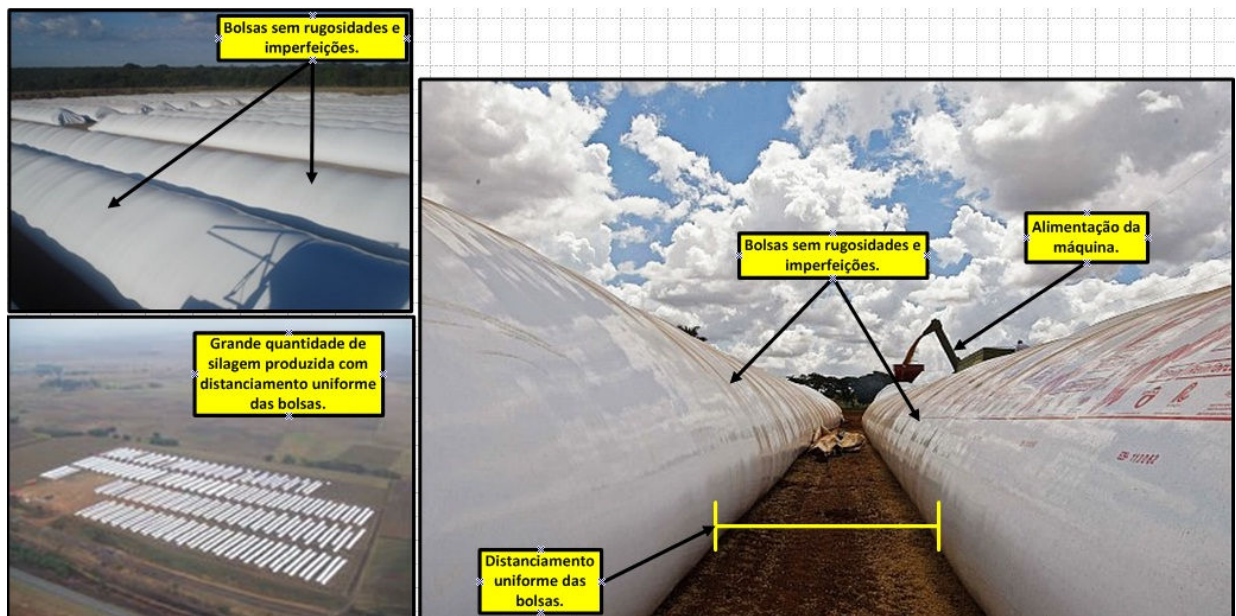 Bolsas sem rugosidades e
imperfeições.
Grande quantidade de
silagem produzida com
distanciamento uniforme
das bolsas.
Bolsas sem rugosidades e
imperfeições.
Alimentação da
máquina.
Distanciamento
uniforme das
bolsas.